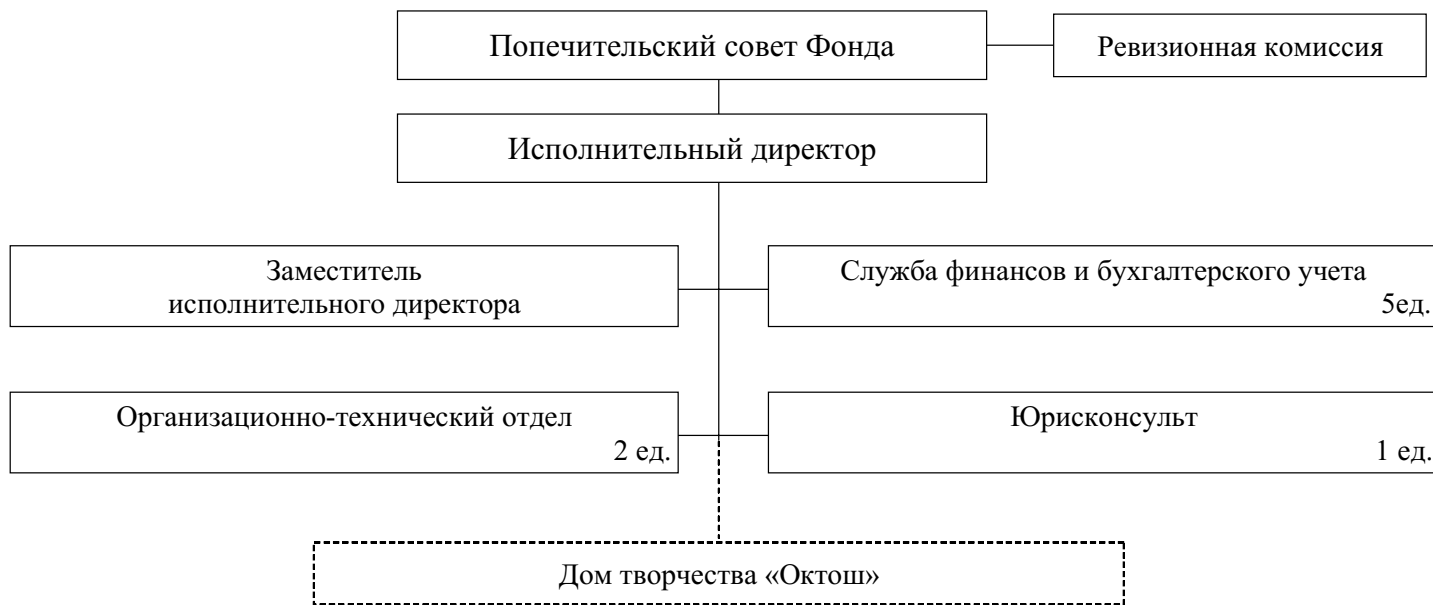 Попечительский совет Фонда
Ревизионная комиссия
Исполнительный директор
Заместитель
исполнительного директора
Служба финансов и бухгалтерского учета
5ед.
Организационно-технический отдел
2 ед.
Юрисконсульт
1 ед.
Дом творчества «Октош»